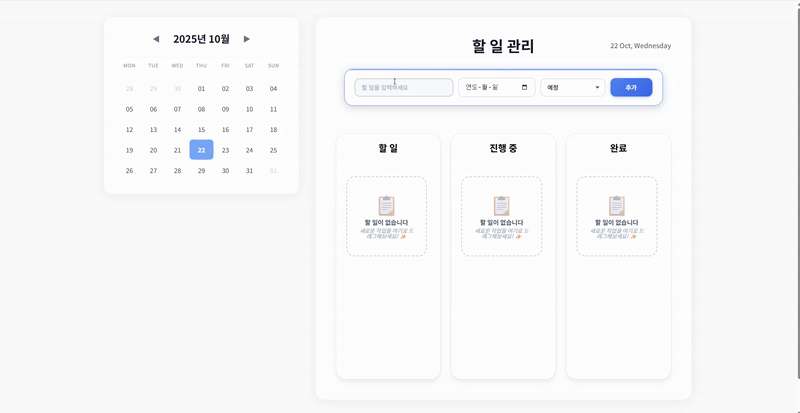 ◀ 2025년 10월 ▶
MON TUE WED THU FRI SAT SUN
28 29 30 01 02 03 04
05 06 07 08 09 10 11
12 13 14 15 16 17 18
19 20 21 22 23 24 25
26 27 28 29 30 31 01
할 일 관리
22 Oct, Wednesday
할 일을 입력하세요
연도-월-일
예정
추가
할 일
할 일이 없습니다
새로운 작업을 여기로 드
래그해보세요! ✨
진행 중
할 일이 없습니다
새로운 작업을 여기로 드
래그해보세요! ✨
완료
할 일이 없습니다
새로운 작업을 여기로 드
래그해보세요! ✨